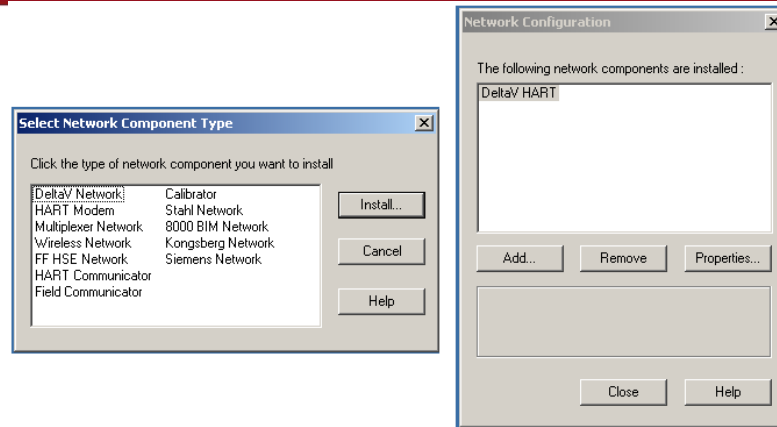 Select Network Component Type
Click the type of network component you want to install
DeltaV Network
HART Modem
Multiplexer Network
Wireless Network
FF HSE Network
HART Communicator
Field Communicator
Calibrator
Stahl Network
8000 BIM Network
Kongsberg Network
Siemens Network
Install...
Cancel
Help
Network Configuration
The following network components are installed :
DeltaV HART
Add...
Remove
Properties...
Close
Help